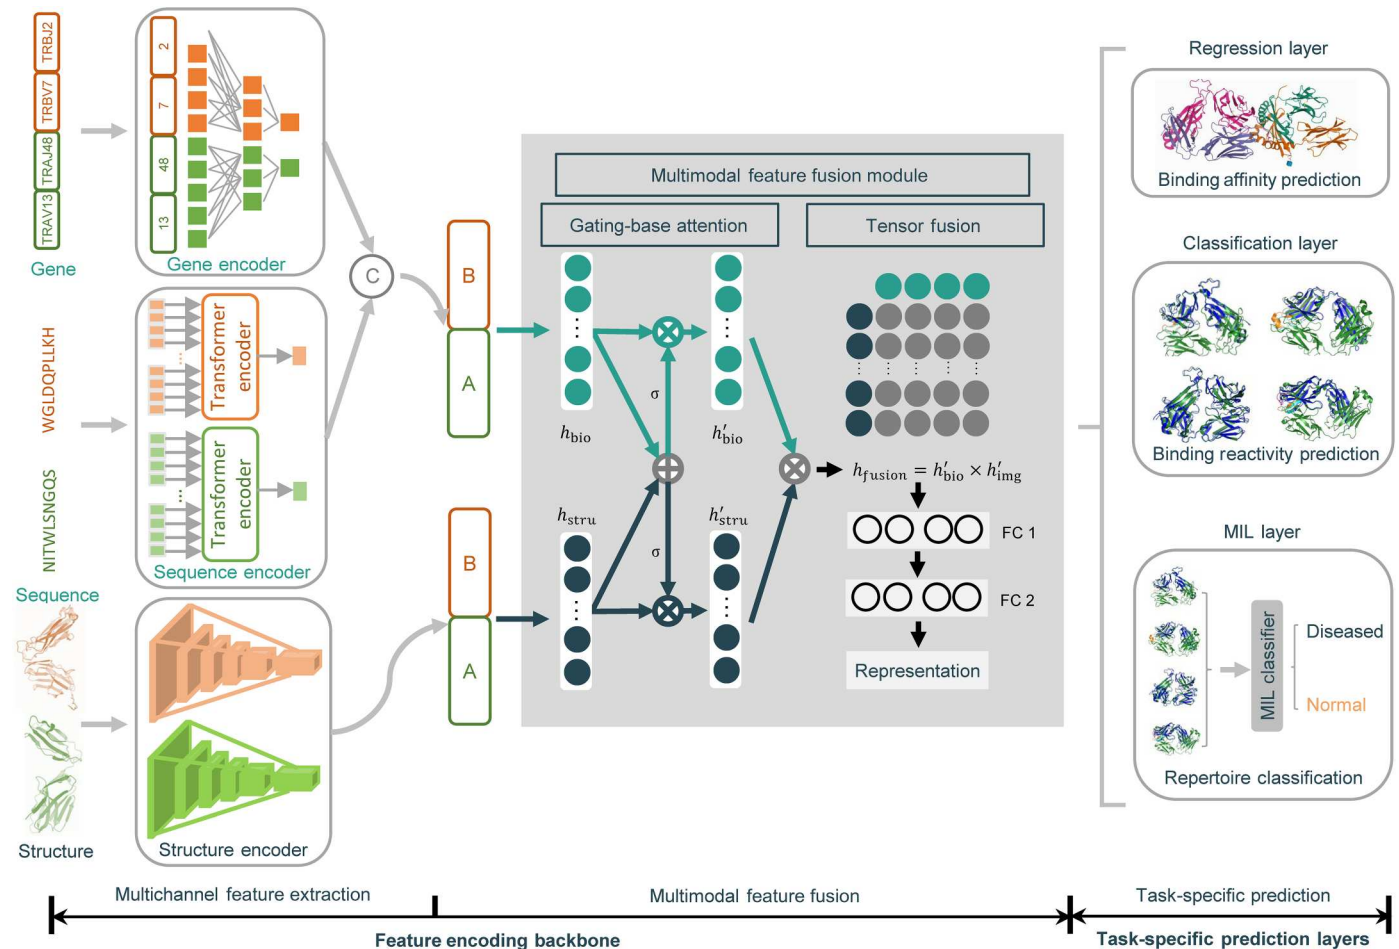 TRBJ2
TRBV7
TRAJ48
TRAV13
Gene
2
7
48
13
Gene encoder
WGLDQPLLKH
NITWLSNGQS
Sequence
Transformer
encoder
Transformer
encoder
Sequence encoder
Structure
Structure encoder
C
B
A
B
A
Multimodal feature fusion module
Gating-base attention
Tensor fusion
h_bio
σ
h'_bio
h_stru
σ
h'_stru
h_fusion = h'_bio × h'_img
FC 1
FC 2
Representation
Regression layer
Binding affinity prediction
Classification layer
Binding reactivity prediction
MIL layer
MIL classifier
Diseased
Normal
Repertoire classification
Multichannel feature extraction
Multimodal feature fusion
Task-specific prediction
Feature encoding backbone
Task-specific prediction layers